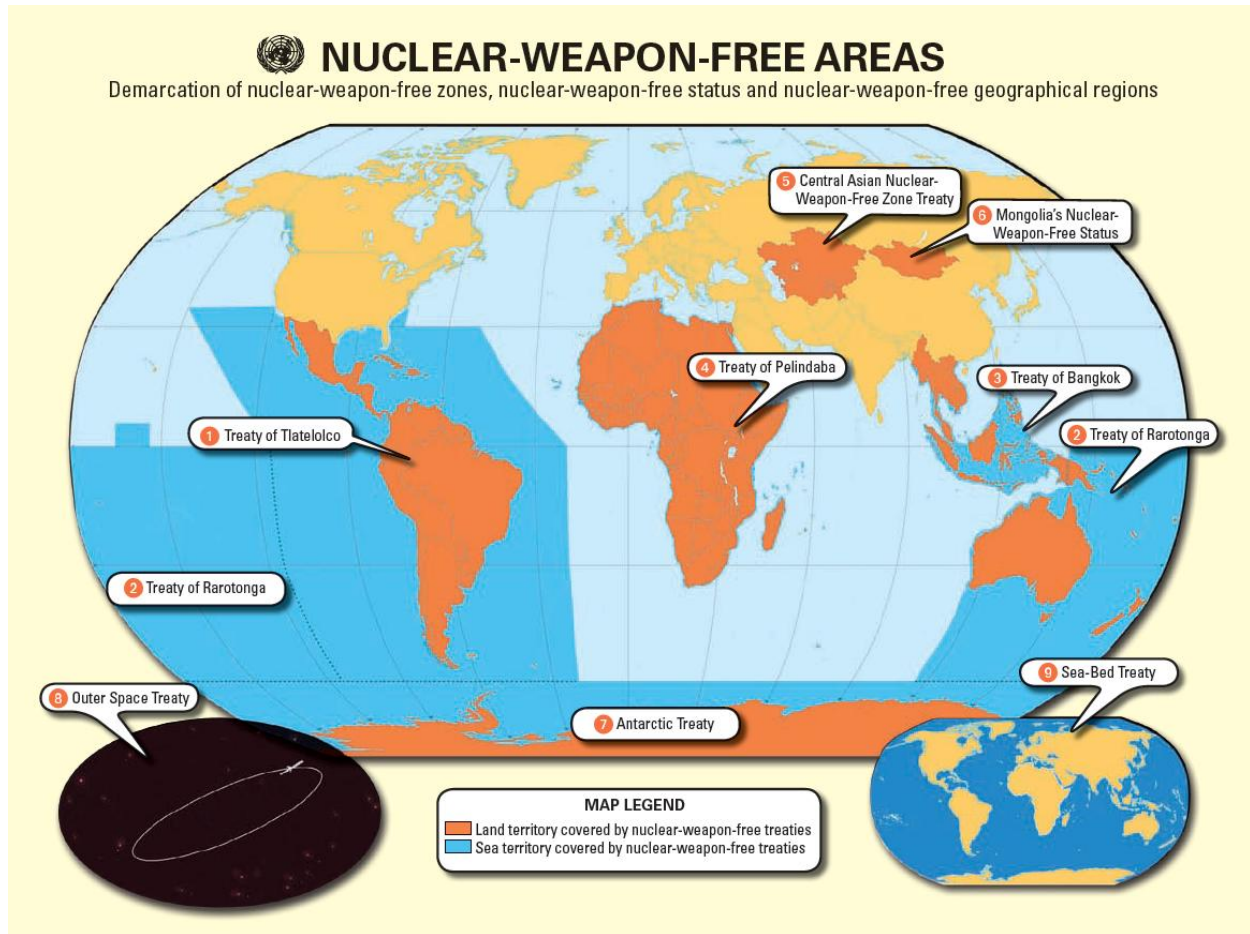 NUCLEAR-WEAPON-FREE AREAS
Demarcation of nuclear-weapon-free zones, nuclear-weapon-free status and nuclear-weapon-free geographical regions
5 Central Asian Nuclear-
Weapon-Free Zone Treaty
6 Mongolia's Nuclear-
Weapon-Free Status
4 Treaty of Pelindaba
3 Treaty of Bangkok
1 Treaty of Tlatelolco
2 Treaty of Rarotonga
2 Treaty of Rarotonga
8 Outer Space Treaty
7 Antarctic Treaty
9 Sea-Bed Treaty
MAP LEGEND
Land territory covered by nuclear-weapon-free treaties
Sea territory covered by nuclear-weapon-free treaties